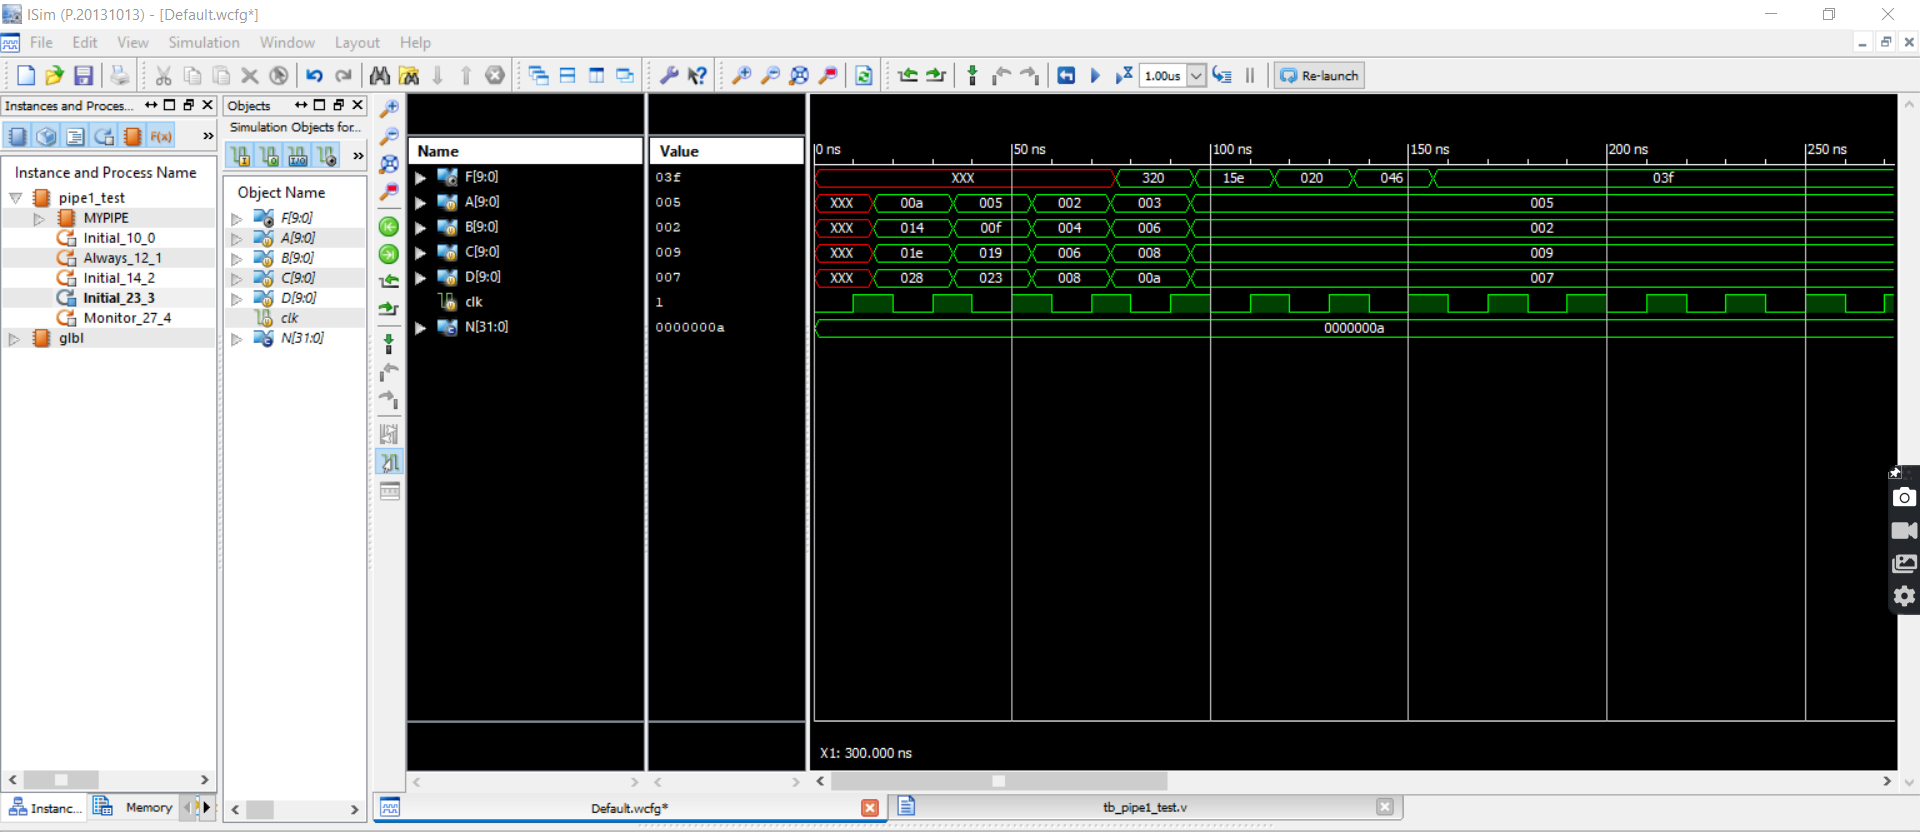 ISim (P.20131013) - [Default.wcfg*]
File Edit View Simulation Window Layout Help
1.00us Re-launch
Instances and Proces...
F(x)
»
Instance and Process Name
pipe1_test
MYPIPE
Initial_10_0
Always_12_1
Initial_14_2
Initial_23_3
Monitor_27_4
glbl
Instanc... Memory
Objects
Simulation Objects for...
»
Object Name
F[9:0]
A[9:0]
B[9:0]
C[9:0]
D[9:0]
clk
N[31:0]
Name Value
0 ns 50 ns 100 ns 150 ns 200 ns 250 ns
F[9:0] 03f XXX 320 15e 020 046 03f
A[9:0] 005 XXX 00a 005 002 003 005
B[9:0] 002 XXX 014 00f 004 006 002
C[9:0] 009 XXX 01e 019 006 008 009
D[9:0] 007 XXX 028 023 008 00a 007
clk 1
N[31:0] 0000000a 0000000a
X1: 300.000 ns
Default.wcfg* tb_pipe1_test.v